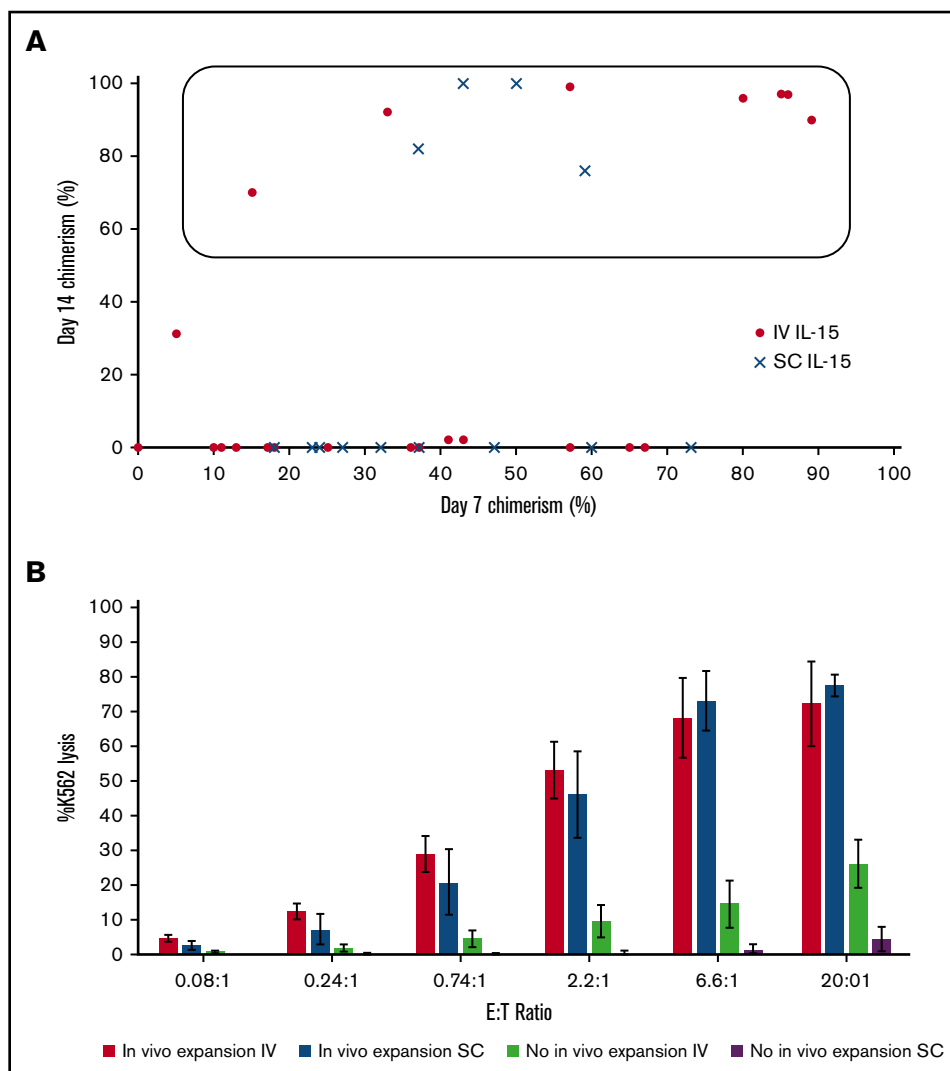 A
100
80
60
40
20
0
Day 14 chimerism (%)
IV IL-15
SC IL-15
0 10 20 30 40 50 60 70 80 90 100
Day 7 chimerism (%)
B
100
90
80
70
60
50
40
30
20
10
0
%K562 lysis
0.08:1 0.24:1 0.74:1 2.2:1 6.6:1 20:01
E:T Ratio
In vivo expansion IV In vivo expansion SC No in vivo expansion IV No in vivo expansion SC